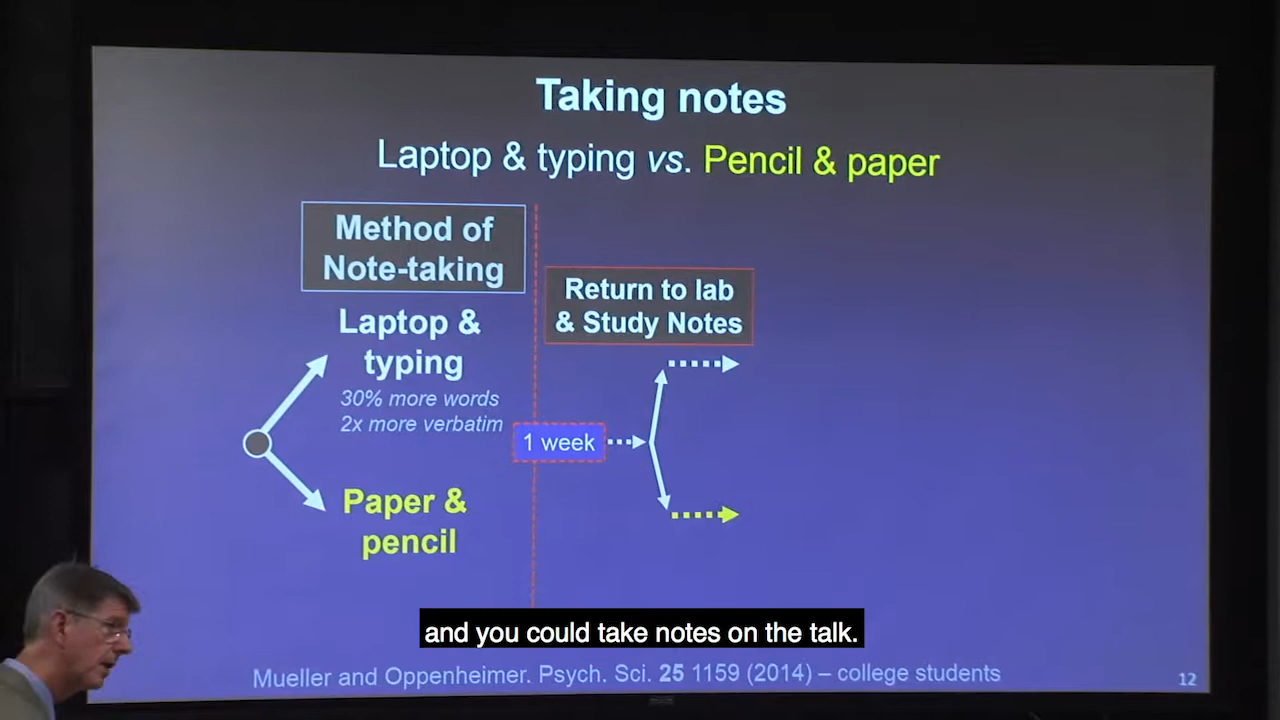 Taking notes
Laptop & typing vs. Pencil & paper
Method of
Note-taking
Return to lab
& Study Notes
Laptop &
typing
30% more words
2x more verbatim
1 week
Paper &
pencil
and you could take notes on the talk.
Mueller and Oppenheimer. Psych. Sci. 25 1159 (2014) – college students
12